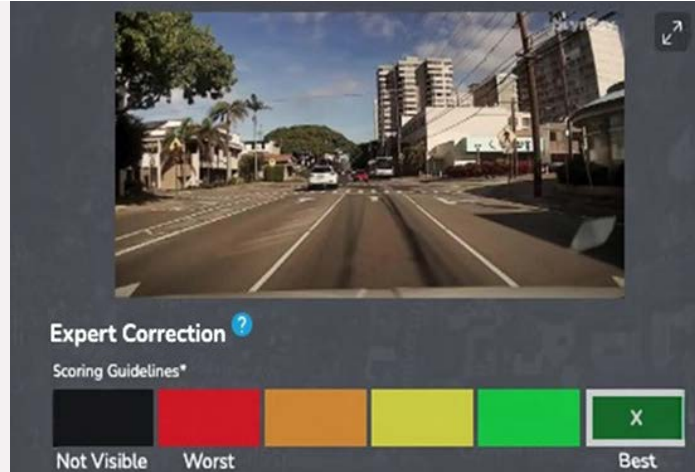 Expert Correction ?
Scoring Guidelines*
X
Not Visible Worst Best